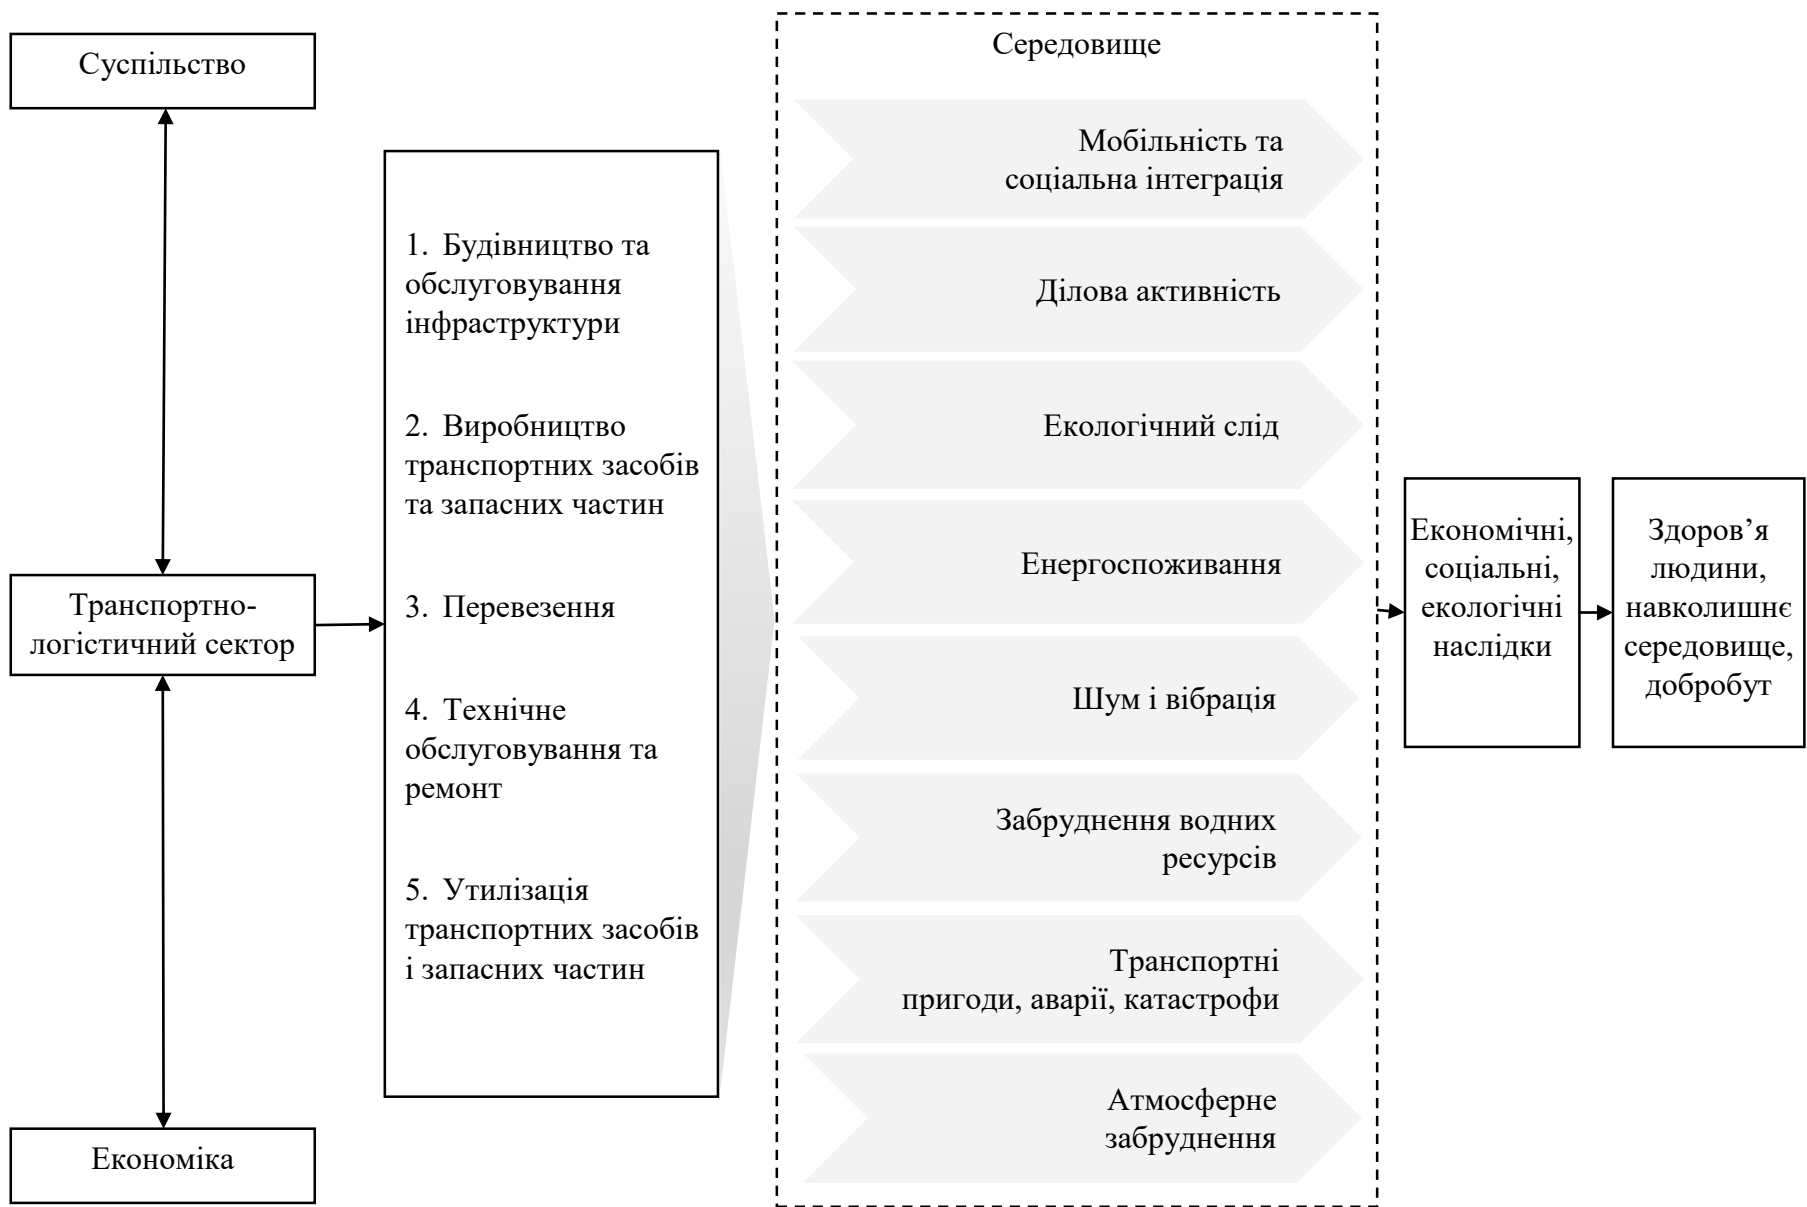 Суспільство
Транспортно-
логістичний сектор
Економіка
1. Будівництво та
обслуговування
інфраструктури
2. Виробництво
транспортних засобів
та запасних частин
3. Перевезення
4. Технічне
обслуговування та
ремонт
5. Утилізація
транспортних засобів
і запасних частин
Середовище
Мобільність та
соціальна інтеграція
Ділова активність
Екологічний слід
Енергоспоживання
Шум і вібрація
Забруднення водних
ресурсів
Транспортні
пригоди, аварії, катастрофи
Атмосферне
забруднення
Економічні,
соціальні,
екологічні
наслідки
Здоров’я
людини,
навколишнє
середовище,
добробут